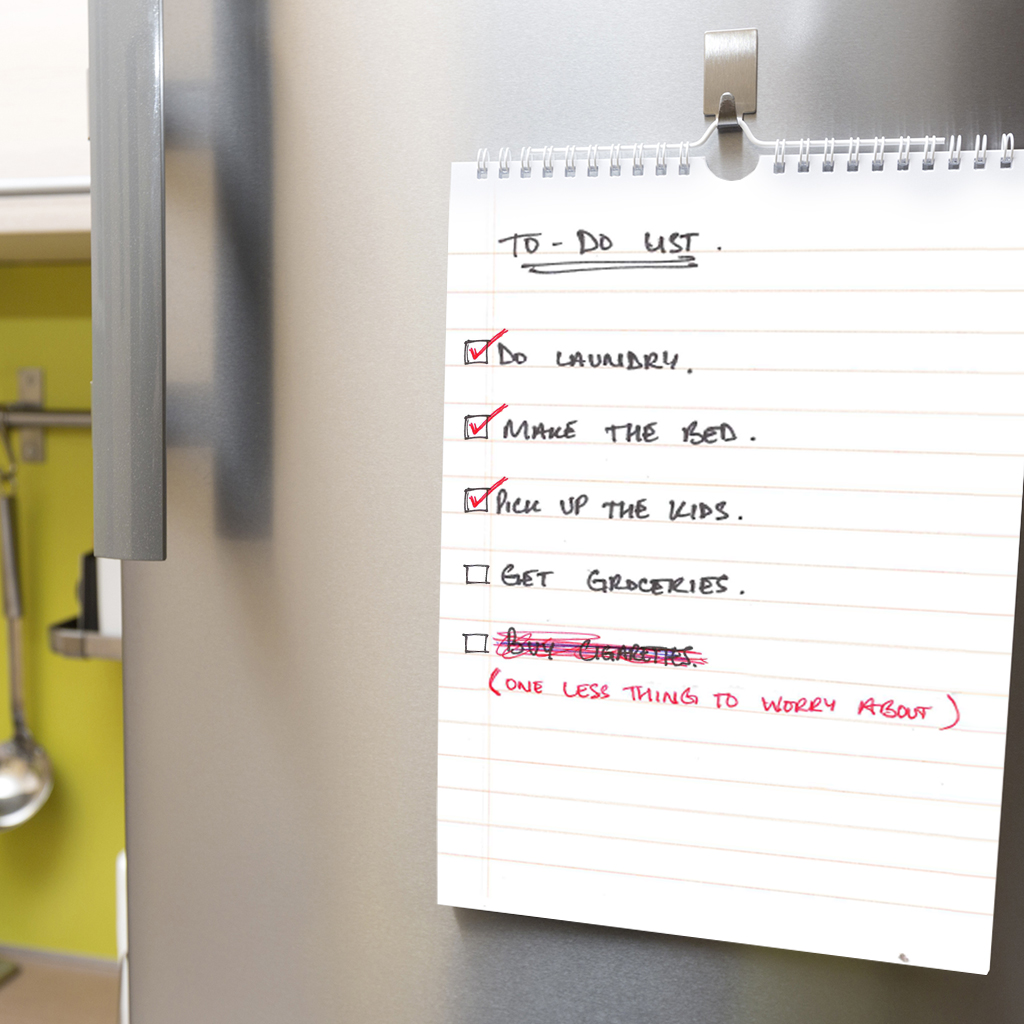 TO-DO LIST.
DO LAUNDRY.
MAKE THE BED.
PICK UP THE KIDS.
GET GROCERIES.
BUY CIGARETTES.
(ONE LESS THING TO WORRY ABOUT)